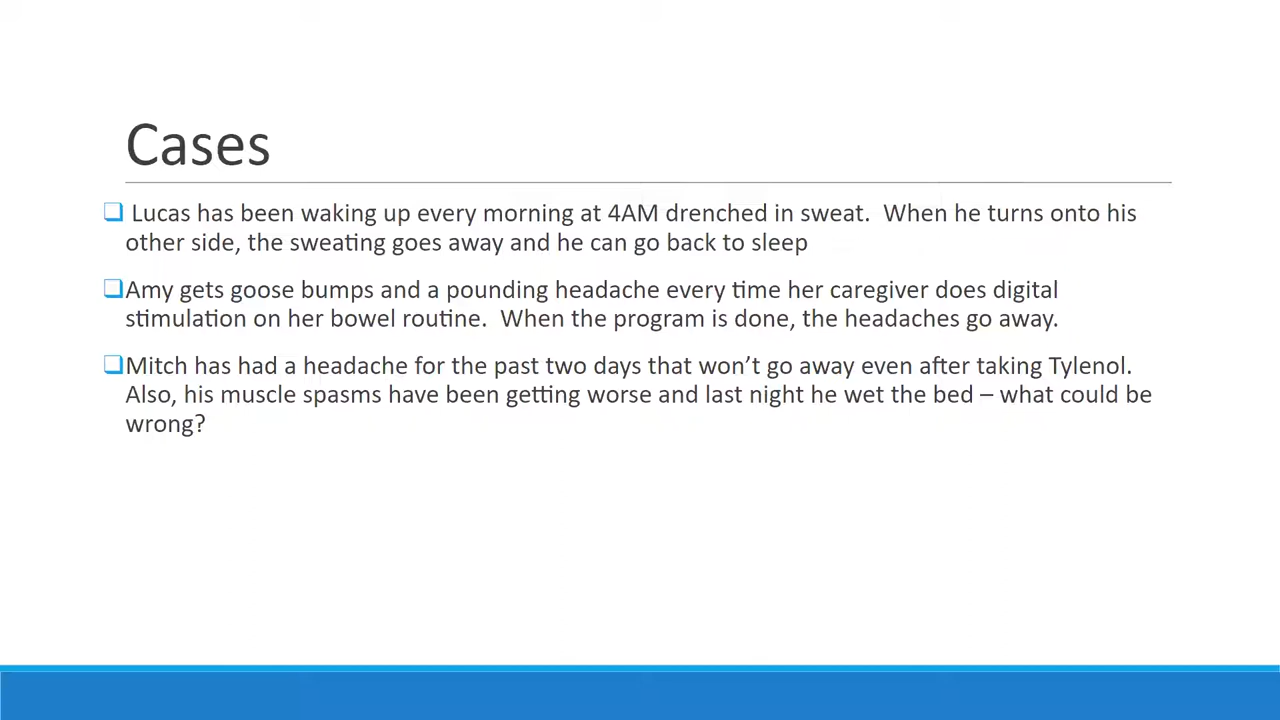 Cases
Lucas has been waking up every morning at 4AM drenched in sweat.  When he turns onto his
other side, the sweating goes away and he can go back to sleep
Amy gets goose bumps and a pounding headache every time her caregiver does digital
stimulation on her bowel routine.  When the program is done, the headaches go away.
Mitch has had a headache for the past two days that won’t go away even after taking Tylenol.
Also, his muscle spasms have been getting worse and last night he wet the bed – what could be
wrong?